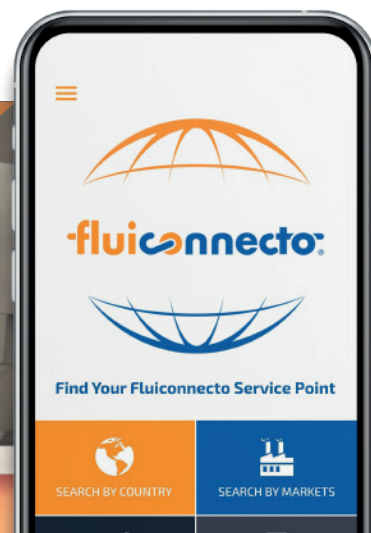 fluiconnecto
Find Your Fluiconnecto Service Point
SEARCH BY COUNTRY
SEARCH BY MARKETS